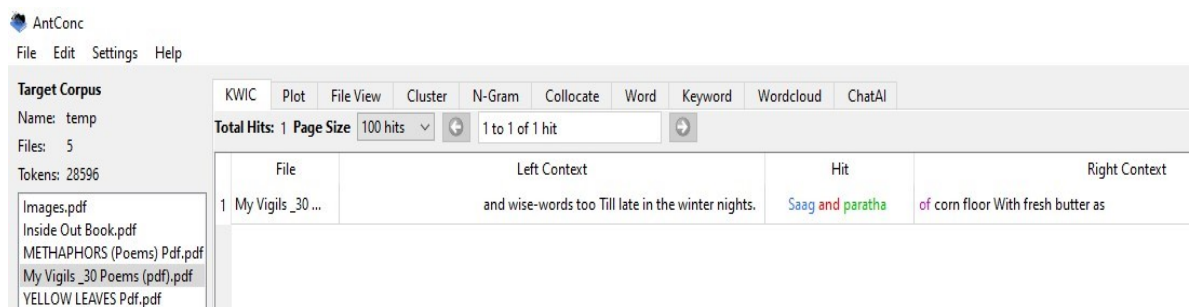 AntConc
File Edit Settings Help
Target Corpus
Name: temp
Files: 5
Tokens: 28596
Images.pdf
Inside Out Book.pdf
METHAPHORS (Poems) Pdf.pdf
My Vigils _30 Poems (pdf).pdf
YELLOW LEAVES Pdf.pdf
KWIC Plot File View Cluster N-Gram Collocate Word Keyword Wordcloud ChatAI
Total Hits: 1 Page Size 100 hits 1 to 1 of 1 hit
File Left Context Hit Right Context
1 My Vigils _30 ... and wise-words too Till late in the winter nights. Saag and paratha of corn floor With fresh butter as